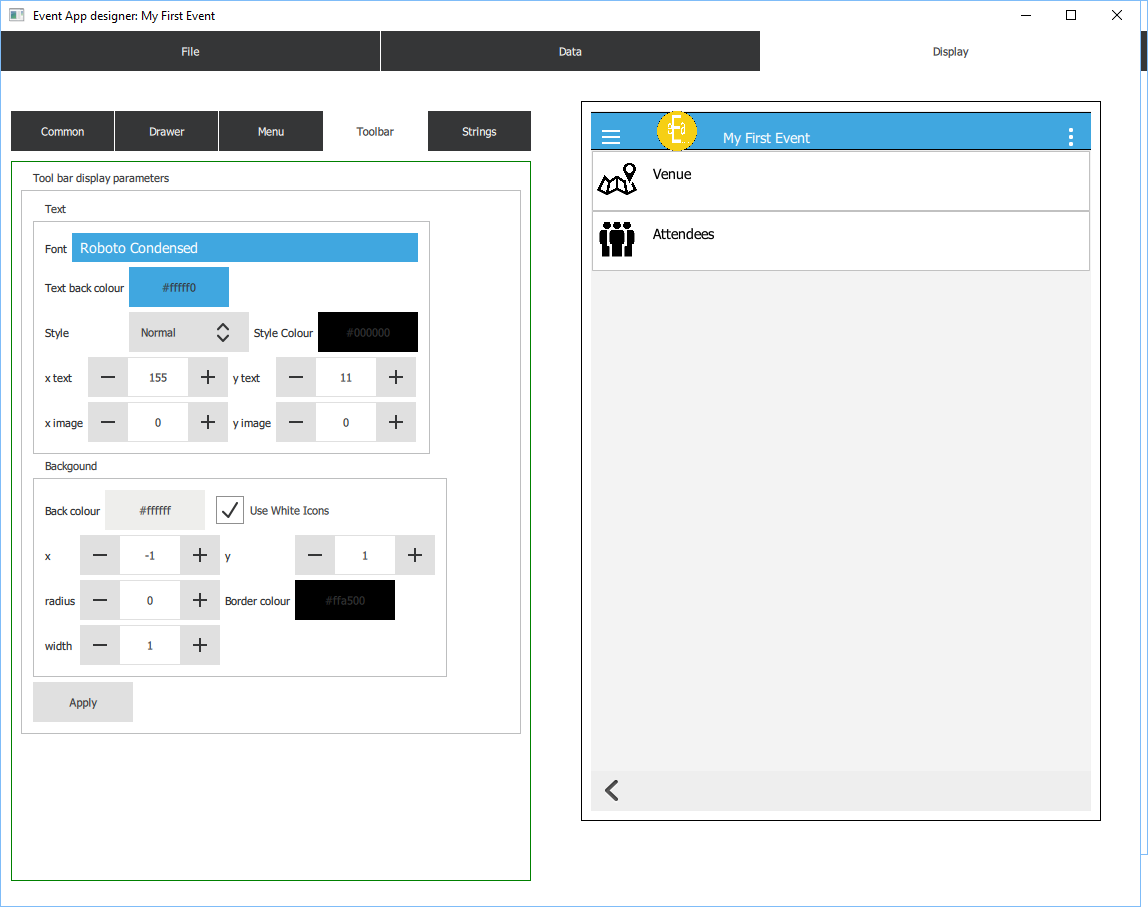 Event App designer: My First Event
File Data Display
Common Drawer Menu Toolbar Strings
Tool bar display parameters
Text
Font Roboto Condensed
Text back colour #fffff0
Style Normal Style Colour #000000
x text 155 y text 11
x image 0 y image 0
Backgound
Back colour #ffffff Use White Icons
x -1 y 1
radius 0 Border colour #ffa500
width 1
Apply
My First Event
Venue
Attendees